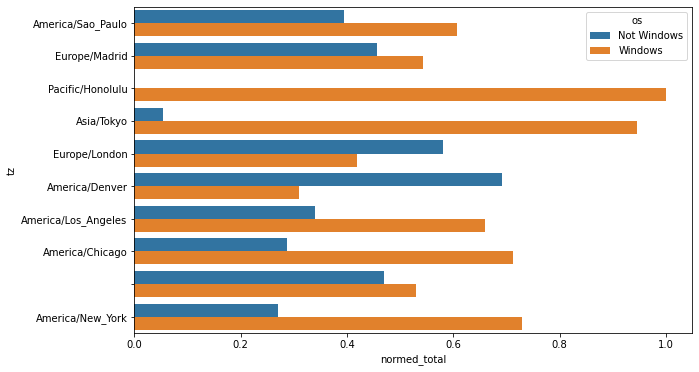 America/Sao_Paulo
Europe/Madrid
Pacific/Honolulu
Asia/Tokyo
Europe/London
America/Denver
America/Los_Angeles
America/Chicago
America/New_York
tz
0.0 0.2 0.4 0.6 0.8 1.0
normed_total
os
Not Windows
Windows